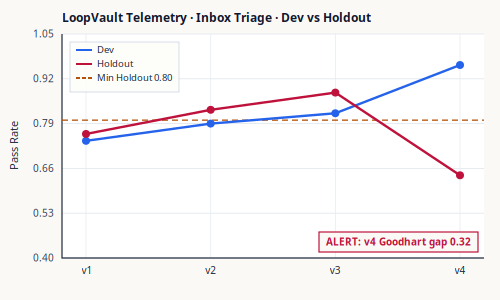 LoopVault Telemetry · Inbox Triage · Dev vs Holdout
1.05
Dev
Holdout
Min Holdout 0.80
0.92
0.79
0.66
0.53
0.40
Pass Rate
ALERT: v4 Goodhart gap 0.32
v1
v2
v3
v4